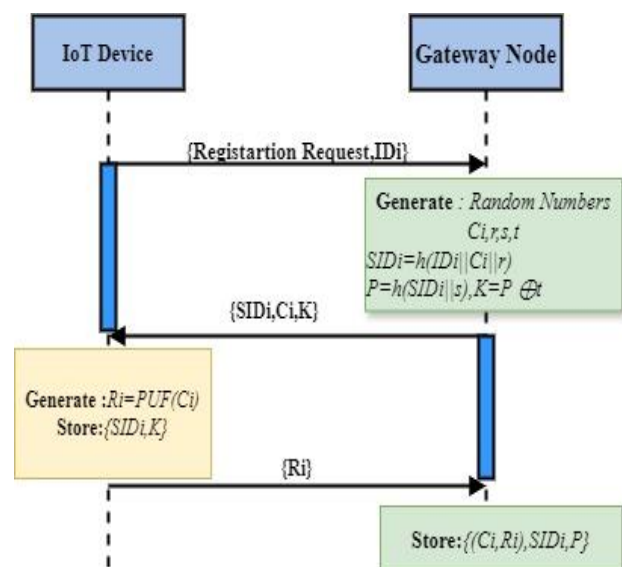 IoT Device
Gateway Node
{Registartion Request,IDi}
Generate : Random Numbers
Ci,r,s,t
SIDi=h(IDi||Ci||r)
P=h(SIDi||s),K=P ⊕t
{SIDi,Ci,K}
Generate :Ri=PUF(Ci)
Store:{SIDi,K}
{Ri}
Store:{(Ci,Ri),SIDi,P}